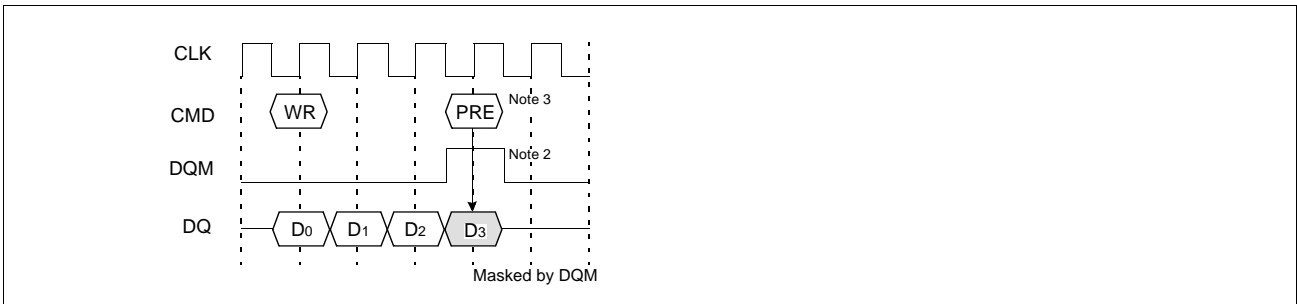 CLK
CMD WR PRE Note 3
DQM Note 2
DQ D0 D1 D2 D3
Masked by DQM